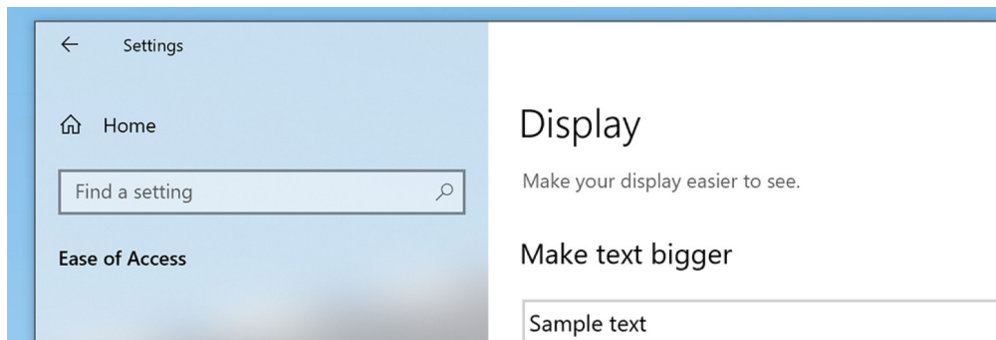 Settings
Home
Find a setting
Ease of Access
Display
Make your display easier to see.
Make text bigger
Sample text